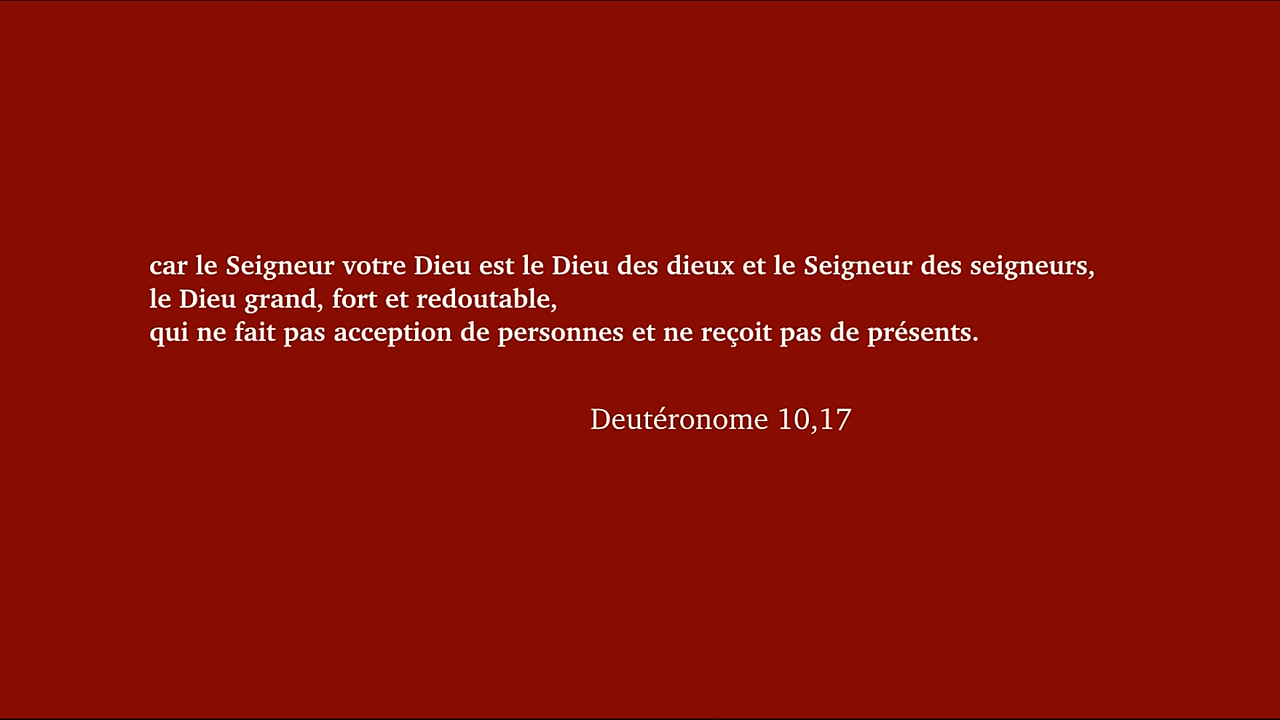 car le Seigneur votre Dieu est le Dieu des dieux et le Seigneur des seigneurs,
le Dieu grand, fort et redoutable,
qui ne fait pas acception de personnes et ne reçoit pas de présents.
Deutéronome 10,17